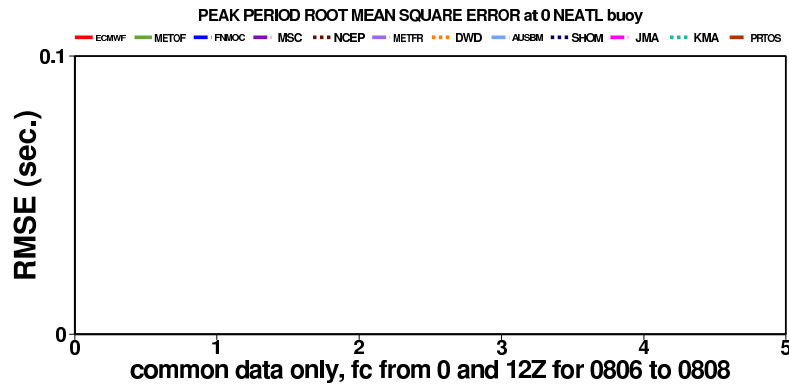 PEAK PERIOD ROOT MEAN SQUARE ERROR at 0 NEATL buoy
ECMWF METOF FNMOC MSC NCEP METFR DWD AUSBM SHOM JMA KMA PRTOS
0.1
RMSE (sec.)
0
0 1 2 3 4 5
common data only, fc from 0 and 12Z for 0806 to 0808